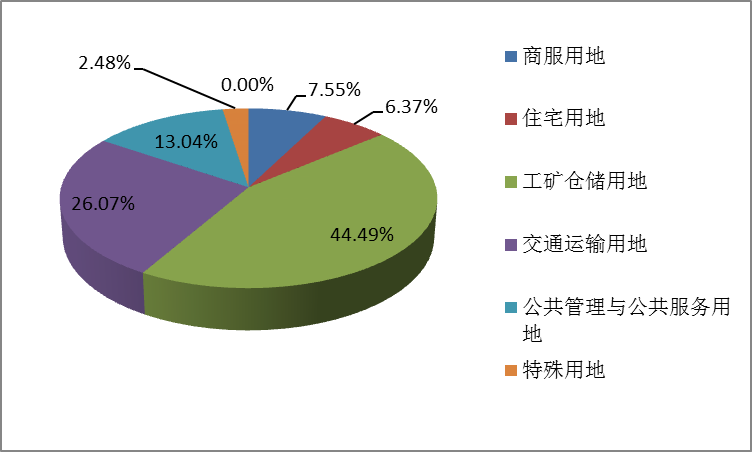 2.48%
0.00%
7.55%
6.37%
13.04%
26.07%
44.49%
商服用地
住宅用地
工矿仓储用地
交通运输用地
公共管理与公共服务用
地
特殊用地